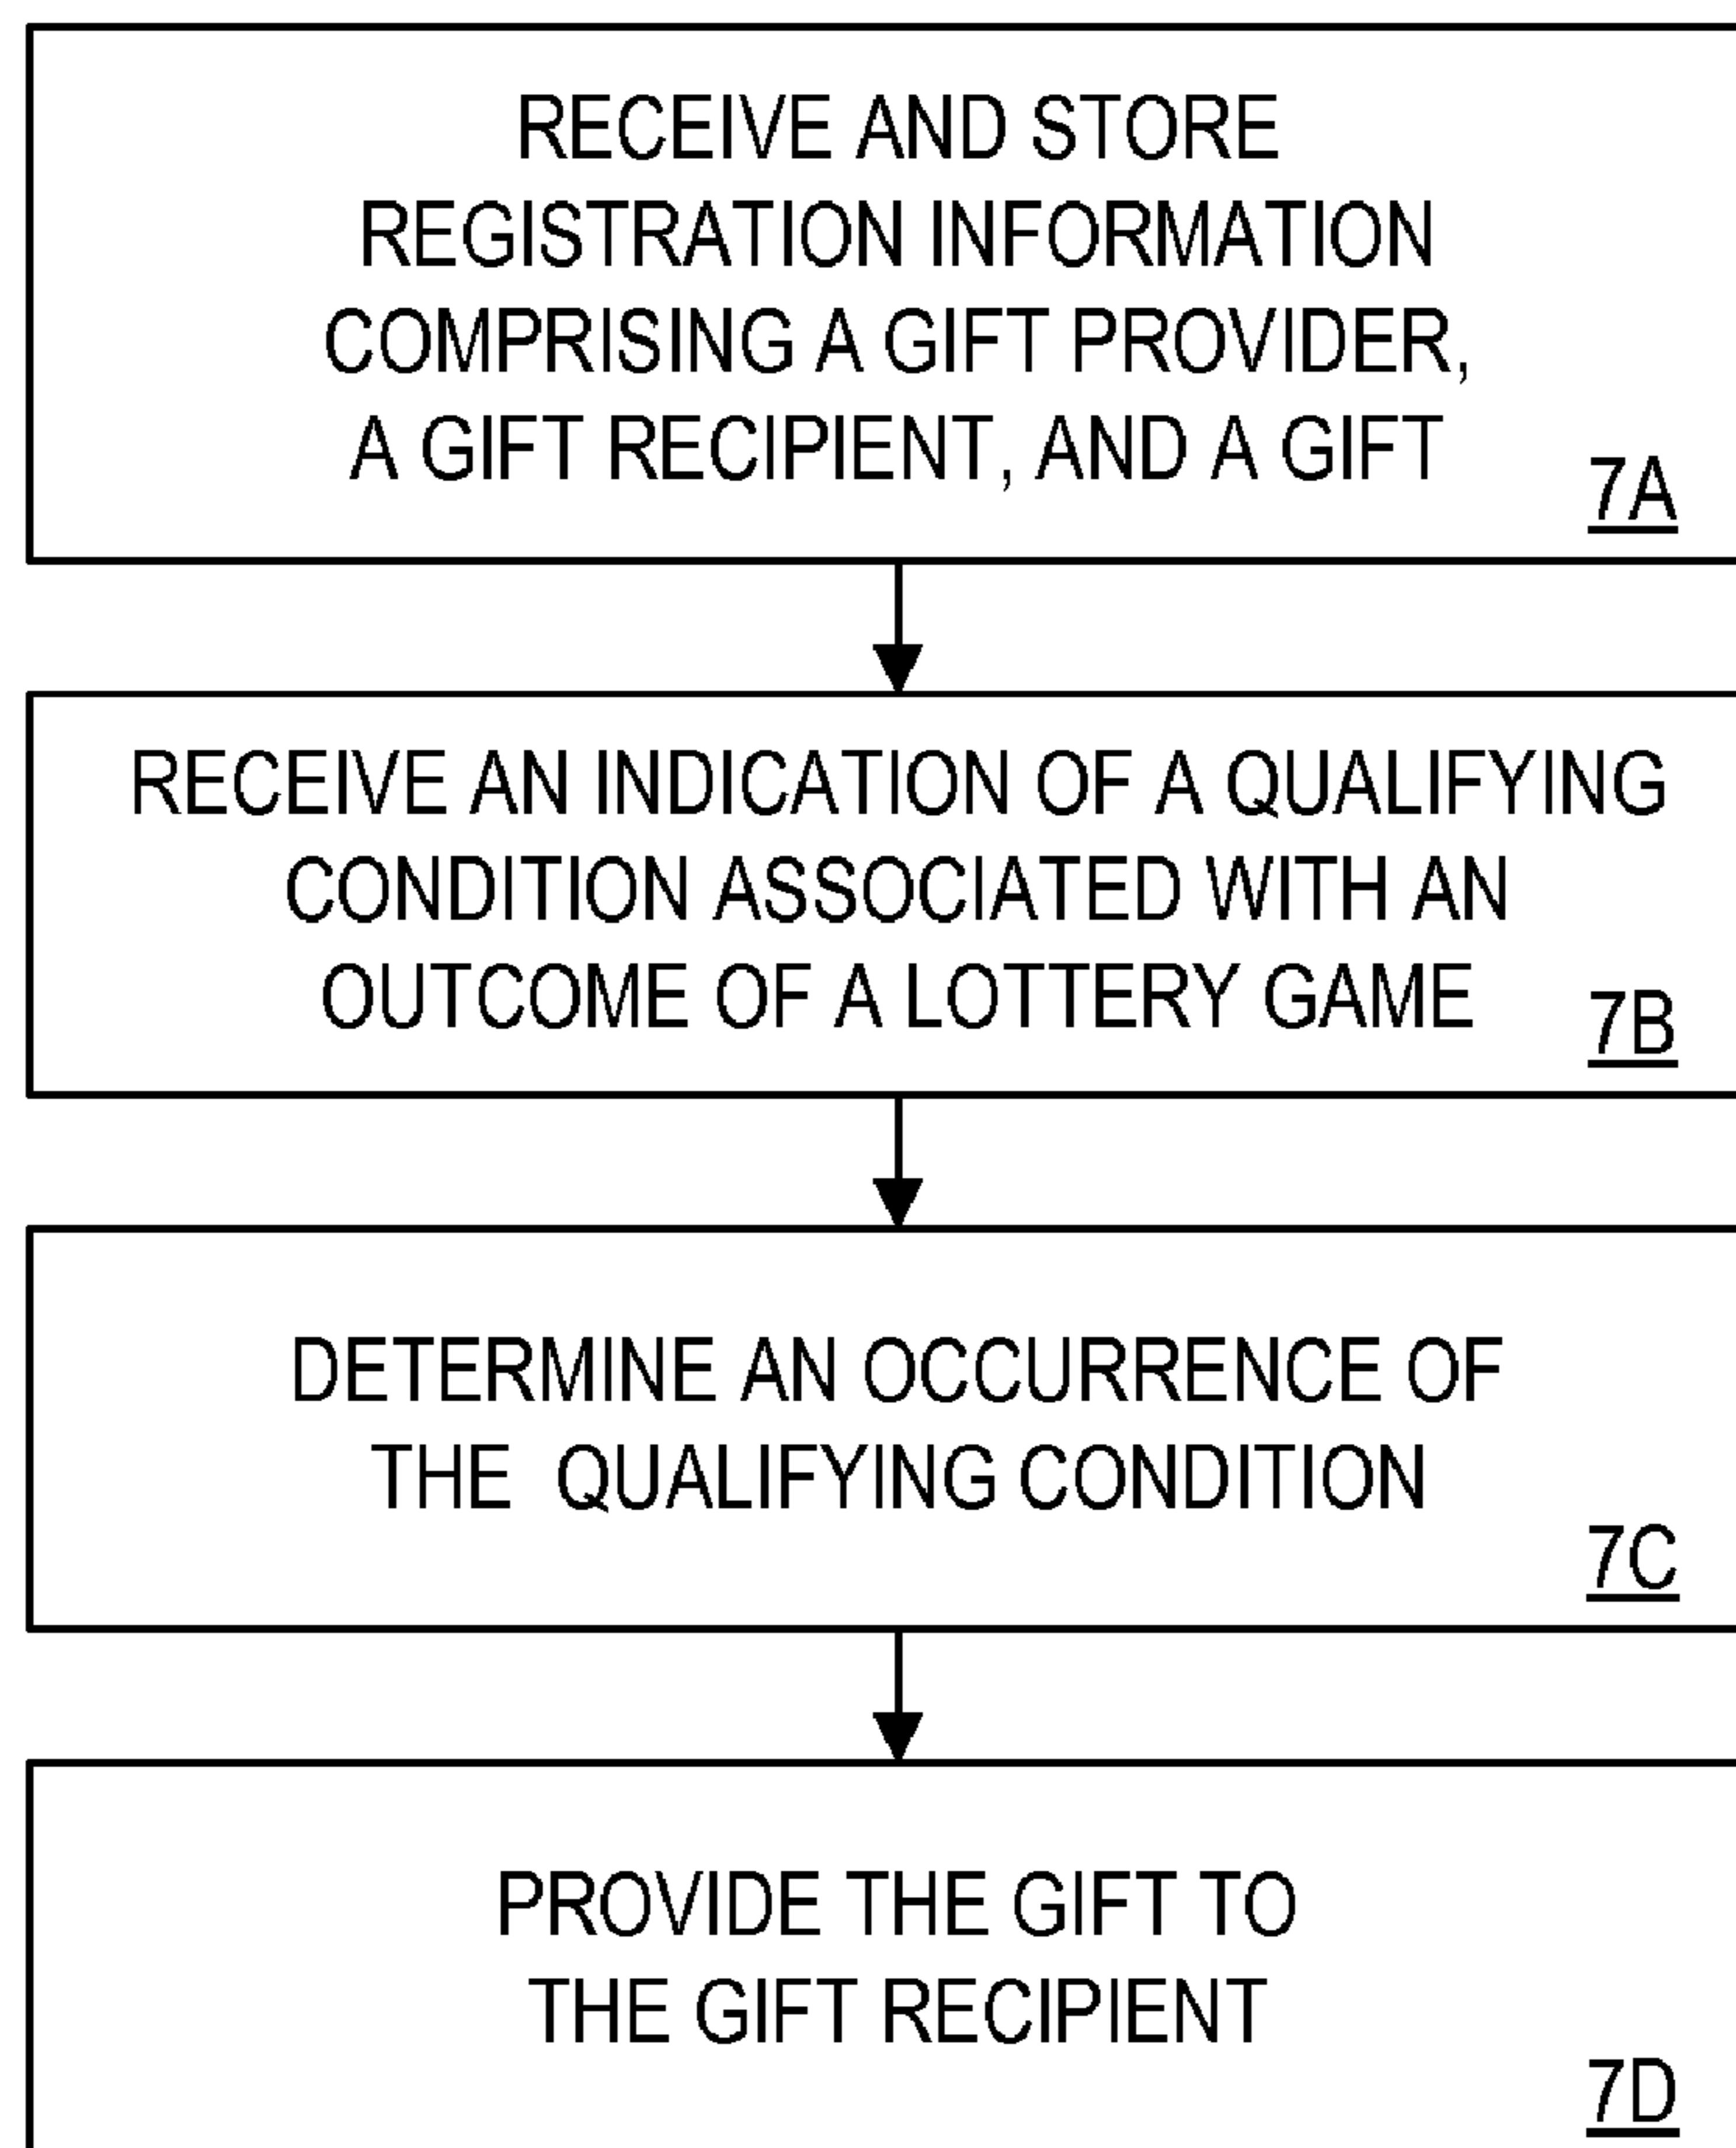 RECEIVE AND STORE
REGISTRATION INFORMATION
COMPRISING A GIFT PROVIDER,
A GIFT RECIPIENT, AND A GIFT
7A
RECEIVE AN INDICATION OF A QUALIFYING
CONDITION ASSOCIATED WITH AN
OUTCOME OF A LOTTERY GAME
7B
DETERMINE AN OCCURRENCE OF
THE QUALIFYING CONDITION
7C
PROVIDE THE GIFT TO
THE GIFT RECIPIENT
7D